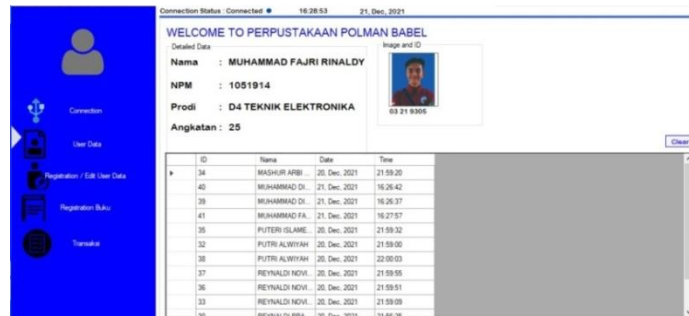 Connection Status : Connected 16:28:53 21, Dec, 2021
WELCOME TO PERPUSTAKAAN POLMAN BABEL
Detailed Data
Image and ID
Nama : MUHAMMAD FAJRI RINALDY
NPM : 1051914
Prodi : D4 TEKNIK ELEKTRONIKA
Angkatan : 25
03 21 9305
Clear
Connection
User Data
Registration / Edit User Data
Registration Buku
Transaksi
ID Nama Date Time
34 MASHUR ARIBI ... 20, Dec, 2021 21:59:20
40 MUHAMMAD DI... 21, Dec, 2021 16:26:42
39 MUHAMMAD DI... 21, Dec, 2021 16:26:37
41 MUHAMMAD FA... 21, Dec, 2021 16:27:57
35 PUTERI ISLAME... 20, Dec, 2021 21:59:32
32 PUTRI ALWIYAH 20, Dec, 2021 21:59:00
38 PUTRI ALWIYAH 20, Dec, 2021 22:00:03
37 REYNALDI NOVI... 20, Dec, 2021 21:59:55
36 REYNALDI NOVI... 20, Dec, 2021 21:59:51
33 REYNALDI NOVI... 20, Dec, 2021 21:59:09